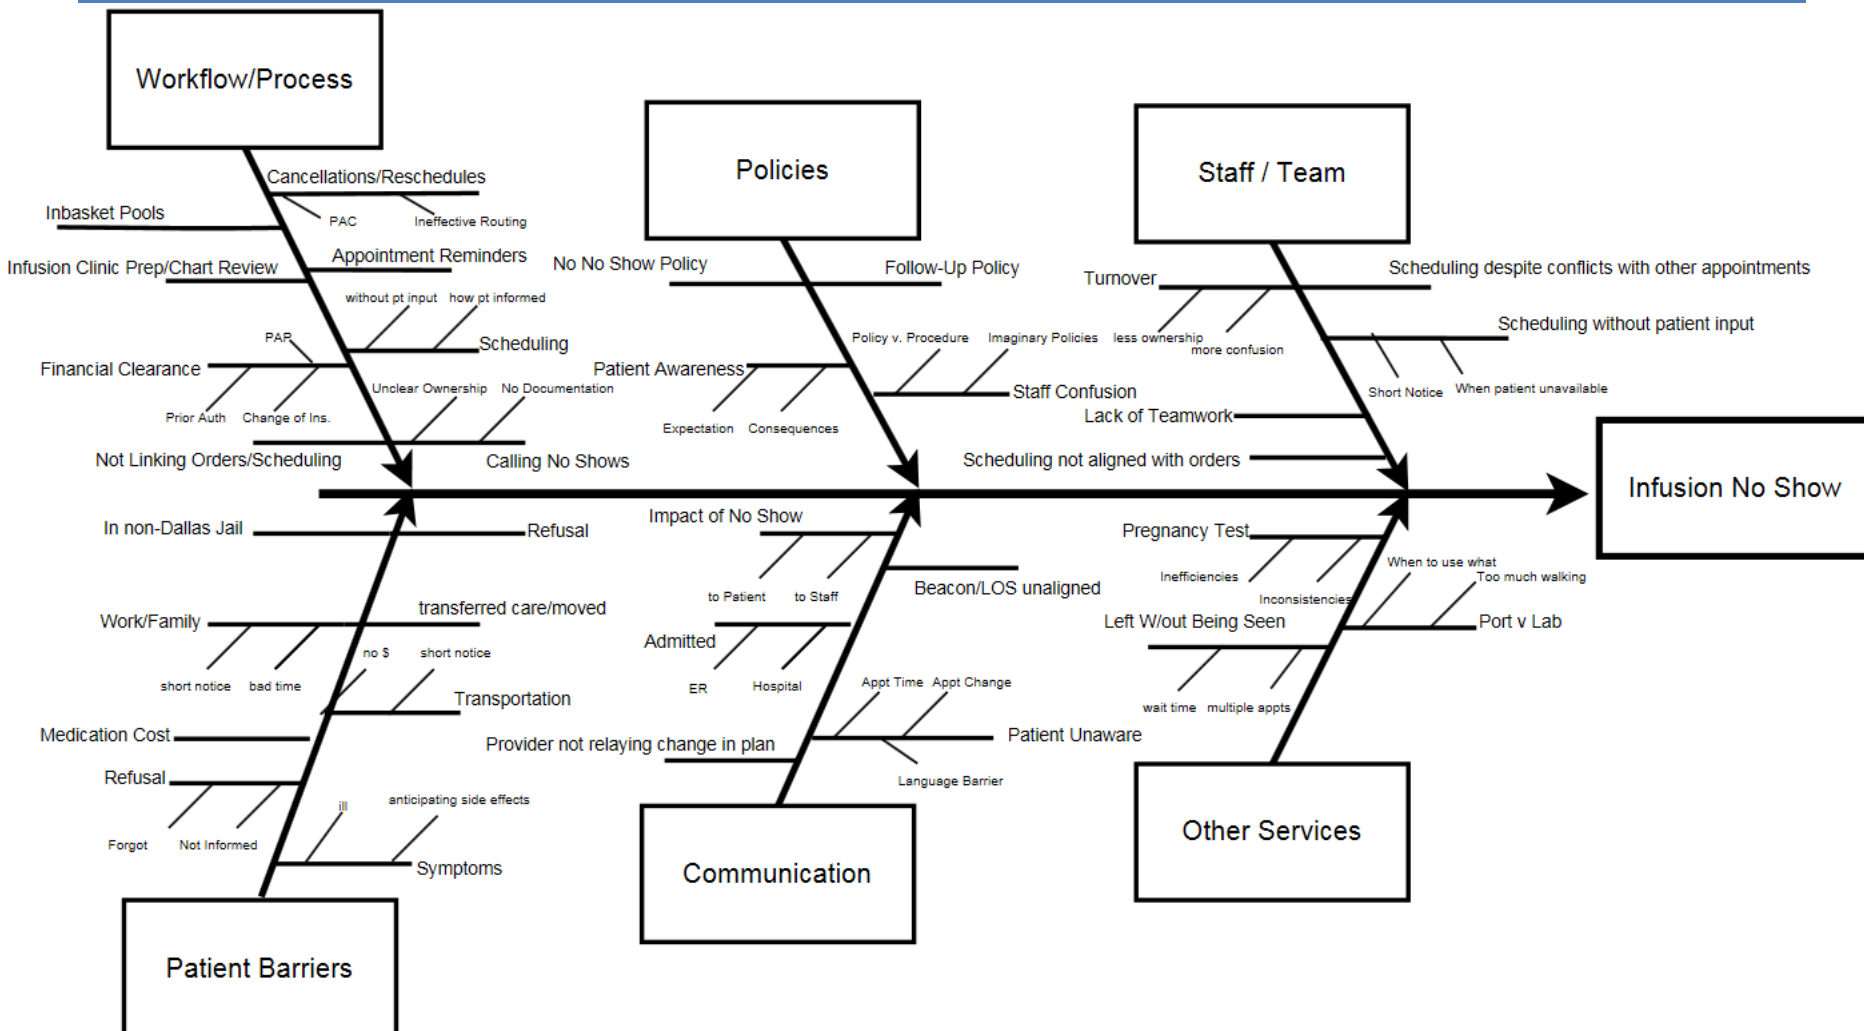 Workflow/Process
Cancellations/Reschedules
PAC
Ineffective Routing
Inbasket Pools
Appointment Reminders
Infusion Clinic Prep/Chart Review
without pt input
how pt informed
Scheduling
PAP
Financial Clearance
Prior Auth
Change of Ins.
Unclear Ownership
No Documentation
Not Linking Orders/Scheduling
Calling No Shows
Policies
No No Show Policy
Follow-Up Policy
Policy v. Procedure
Imaginary Policies
Patient Awareness
Staff Confusion
Expectation
Consequences
Staff / Team
Turnover
Scheduling despite conflicts with other appointments
less ownership
more confusion
Scheduling without patient input
Short Notice
When patient unavailable
Lack of Teamwork
Scheduling not aligned with orders
Infusion No Show
In non-Dallas Jail
Refusal
Work/Family
transferred care/moved
short notice
bad time
no $
short notice
Transportation
Medication Cost
Refusal
Forgot
Not Informed
ill
anticipating side effects
Symptoms
Patient Barriers
Impact of No Show
to Patient
to Staff
Beacon/LOS unaligned
Admitted
ER
Hospital
Appt Time
Appt Change
Patient Unaware
Provider not relaying change in plan
Language Barrier
Communication
Pregnancy Test
Inefficiencies
Inconsistencies
When to use what
Too much walking
Left W/out Being Seen
Port v Lab
wait time
multiple appts
Other Services